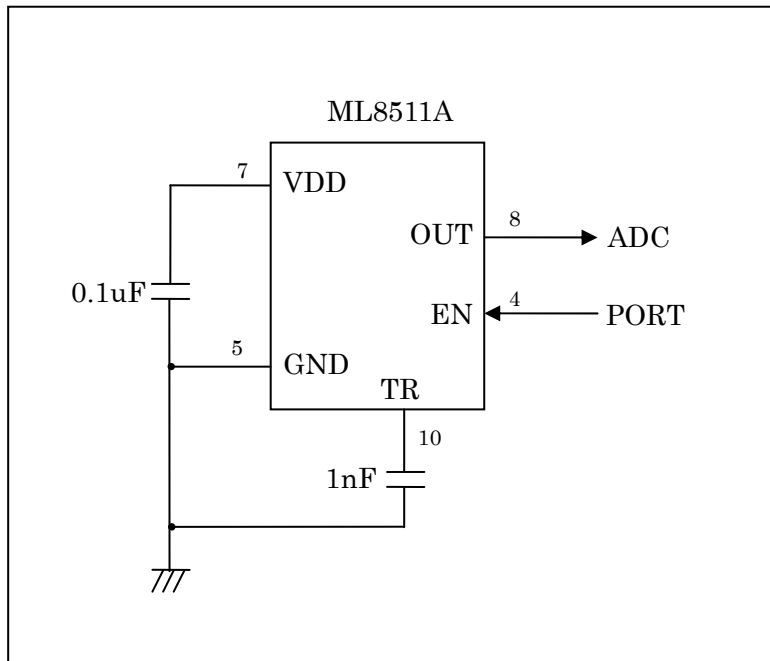 ML8511A
7
VDD
8
OUT
ADC
0.1uF
4
EN
PORT
5
GND
TR
10
1nF